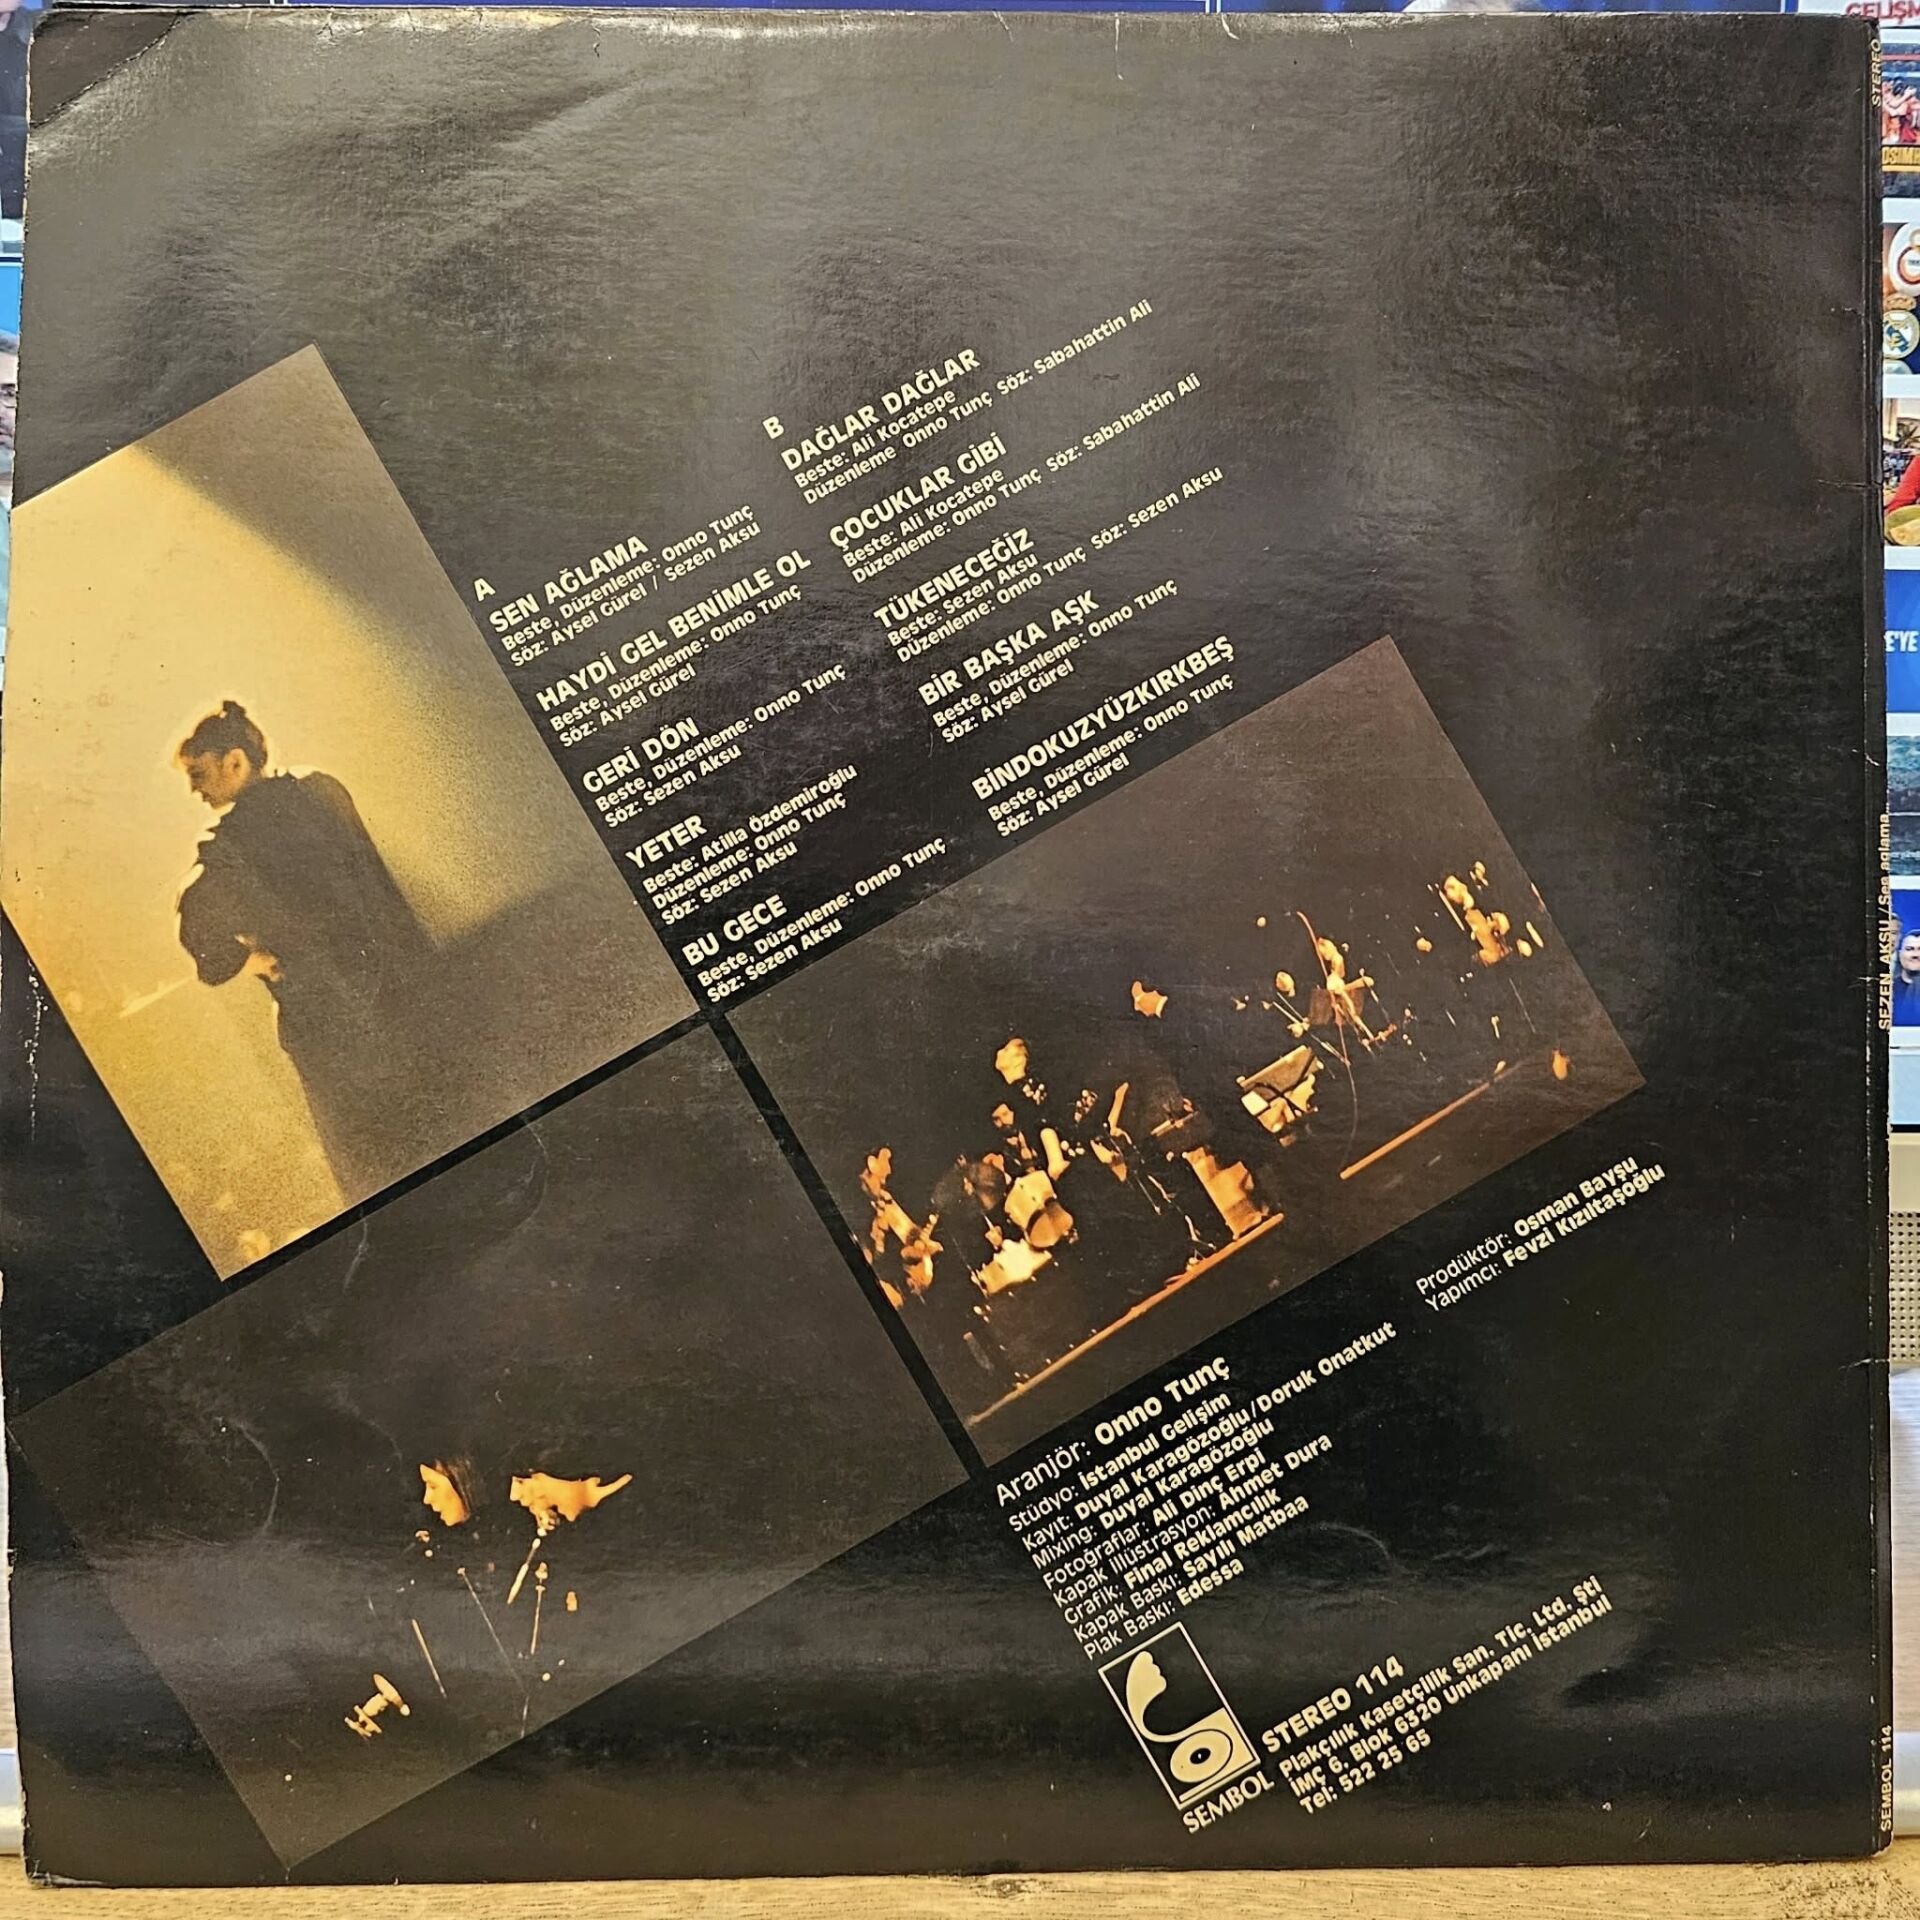 A
SEN AĞLAMA
Beste, Düzenleme: Onno Tunç
Söz: Aysel Gürel / Sezen Aksu
HAYDİ GEL BENİMLE OL
Beste, Düzenleme: Onno Tunç
Söz: Aysel Gürel
GERİ DÖN
Beste, Düzenleme: Onno Tunç
Söz: Sezen Aksu
YETER
Beste: Atilla Özdemiroğlu
Düzenleme: Onno Tunç
Söz: Sezen Aksu
BU GECE
Beste, Düzenleme: Onno Tunç
Söz: Sezen Aksu
B
DAĞLAR DAĞLAR
Beste: Ali Kocatepe
Düzenleme Onno Tunç Söz: Sabahattin Ali
ÇOCUKLAR GİBİ
Beste: Ali Kocatepe
Düzenleme: Onno Tunç Söz: Sabahattin Ali
TÜKENECEĞİZ
Beste: Sezen Aksu
Düzenleme: Onno Tunç Söz: Sezen Aksu
BİR BAŞKA AŞK
Beste, Düzenleme: Onno Tunç
Söz: Aysel Gürel
BİNDOKUZYÜZKIRKBEŞ
Beste, Düzenleme: Onno Tunç
Söz: Aysel Gürel
Prodüktör: Osman Bayşu
Yapımcı: Fevzi Kızıltaşoğlu
Aranjör: Onno Tunç
Stüdyo: İstanbul Gelişim
Kayıt: Duyal Karagözoğlu/Doruk Onatkut
Mixing: Duyal Karagözoğlu
Fotoğraflar: Ali Dinç Erpi
Kapak İllüstrasyon: Ahmet Dura
Grafik: Final Reklamcılık
Kapak Baskı: Sayılı Matbaa
Plak Baskı: Edessa
SEMBOL
STEREO 114
Plakçılık Kasetçilik San. Tic. Ltd. Şti
İMÇ 6. Blok 6320 Unkapanı İstanbul
Tel: 522 25 65
STEREO
SEZEN AKSU / Sen aglama
SEMBOL 114
GELİŞM
E'YE